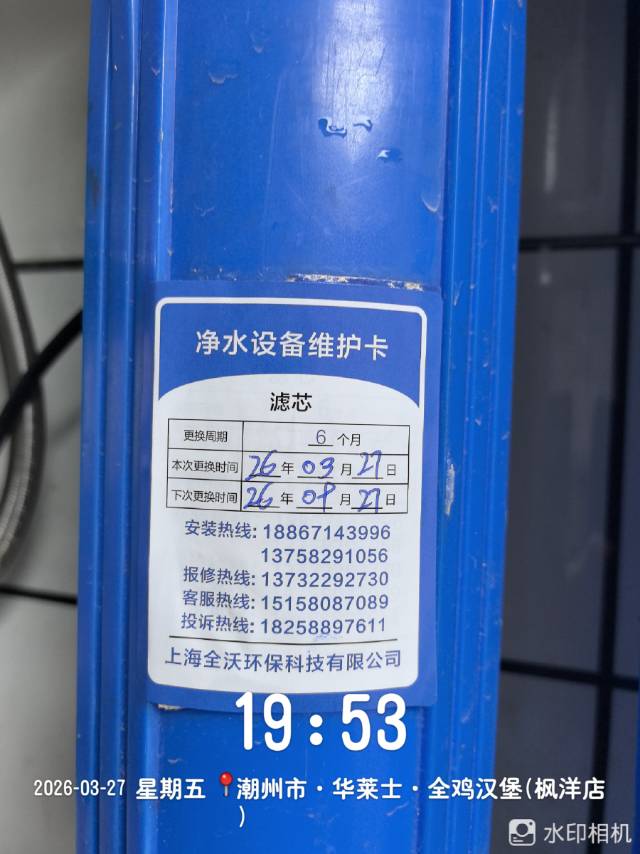 净水设备维护卡
滤芯
更换周期 6 个月
本次更换时间 26 年 03 月 27 日
下次更换时间 26 年 09 月 27 日
安装热线: 18867143996
13758291056
报修热线: 13732292730
客服热线: 15158087089
投诉热线: 18258897611
上海全沃环保科技有限公司
19:53
2026-03-27 星期五 潮州市·华莱士·全鸡汉堡(枫洋店
)
水印相机